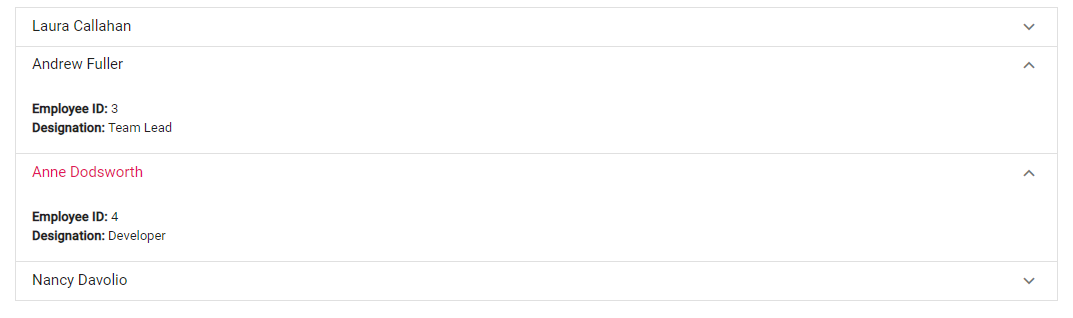 Laura Callahan
Andrew Fuller
Employee ID: 3
Designation: Team Lead
Anne Dodsworth
Employee ID: 4
Designation: Developer
Nancy Davolio